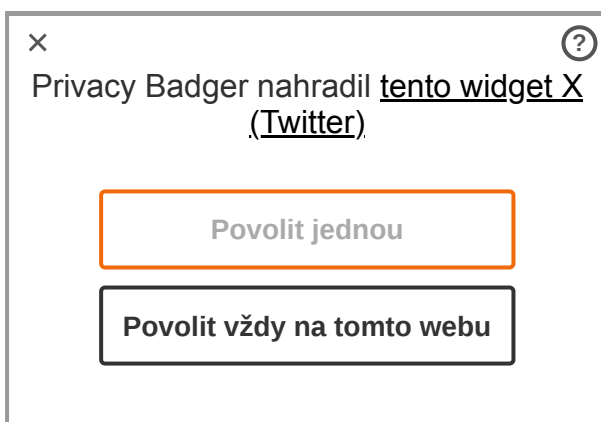 ×
?
Privacy Badger nahradil tento widget X
(Twitter)
Povolit jednou
Povolit vždy na tomto webu